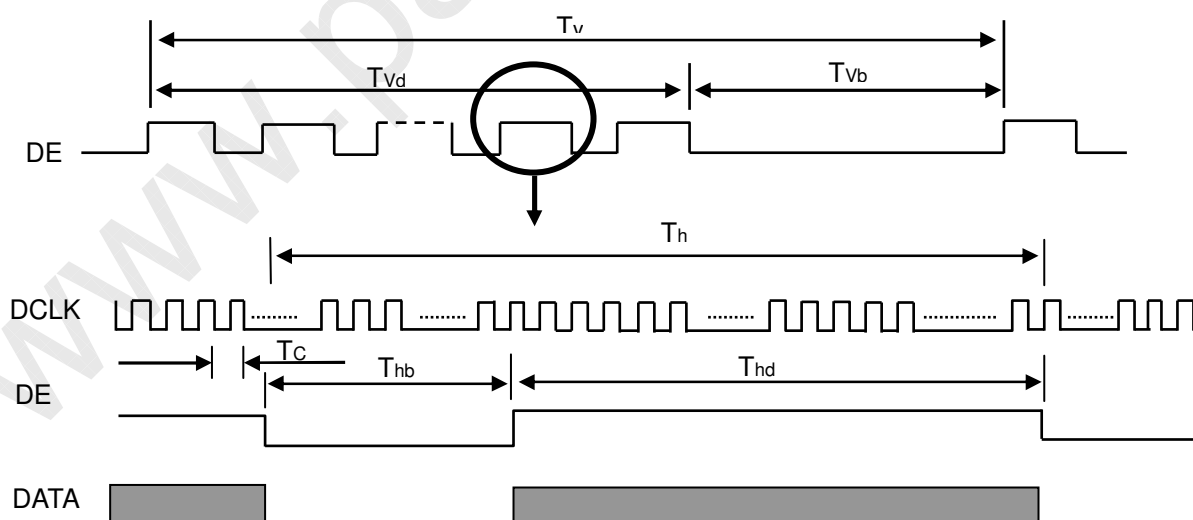 Tv
TVd
TVb
DE
Th
DCLK
TC
Thb
Thd
DE
DATA